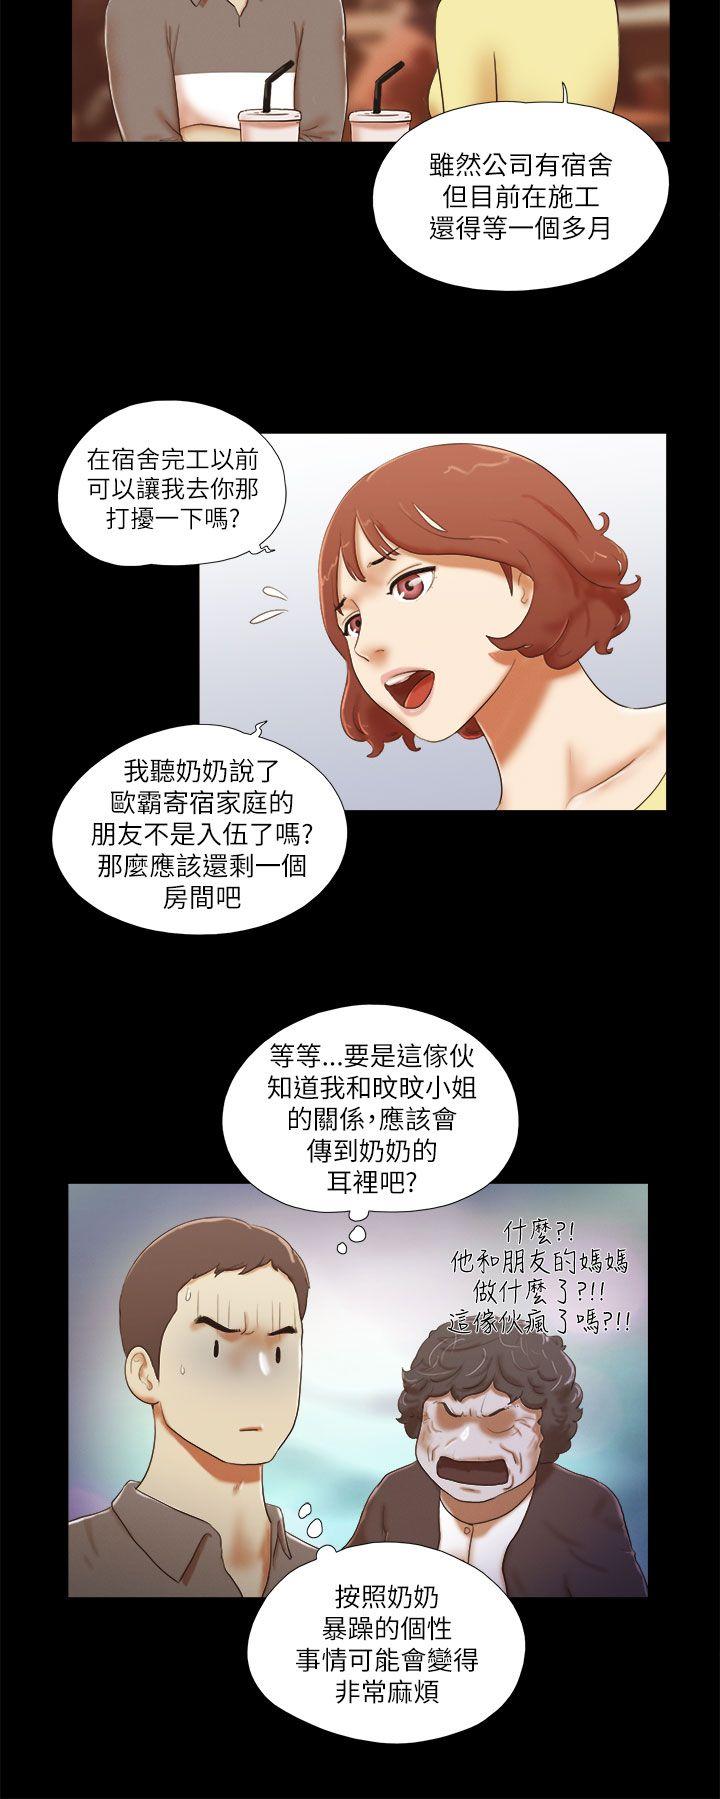 雖然公司有宿舍
但目前在施工
還得等一個多月
在宿舍完工以前
可以讓我去你那
打擾一下嗎?
我聽奶奶說了
歐霸寄宿家庭的
朋友不是入伍了嗎?
那麼應該還剩一個
房間吧
等等…要是這傢伙
知道我和旼旼小姐
的關係,應該會
傳到奶奶的
耳裡吧?
什麼?!
他和朋友的媽媽
做什麼了?!!
這傢伙瘋了嗎?!!
按照奶奶
暴躁的個性
事情可能會變得
非常麻煩